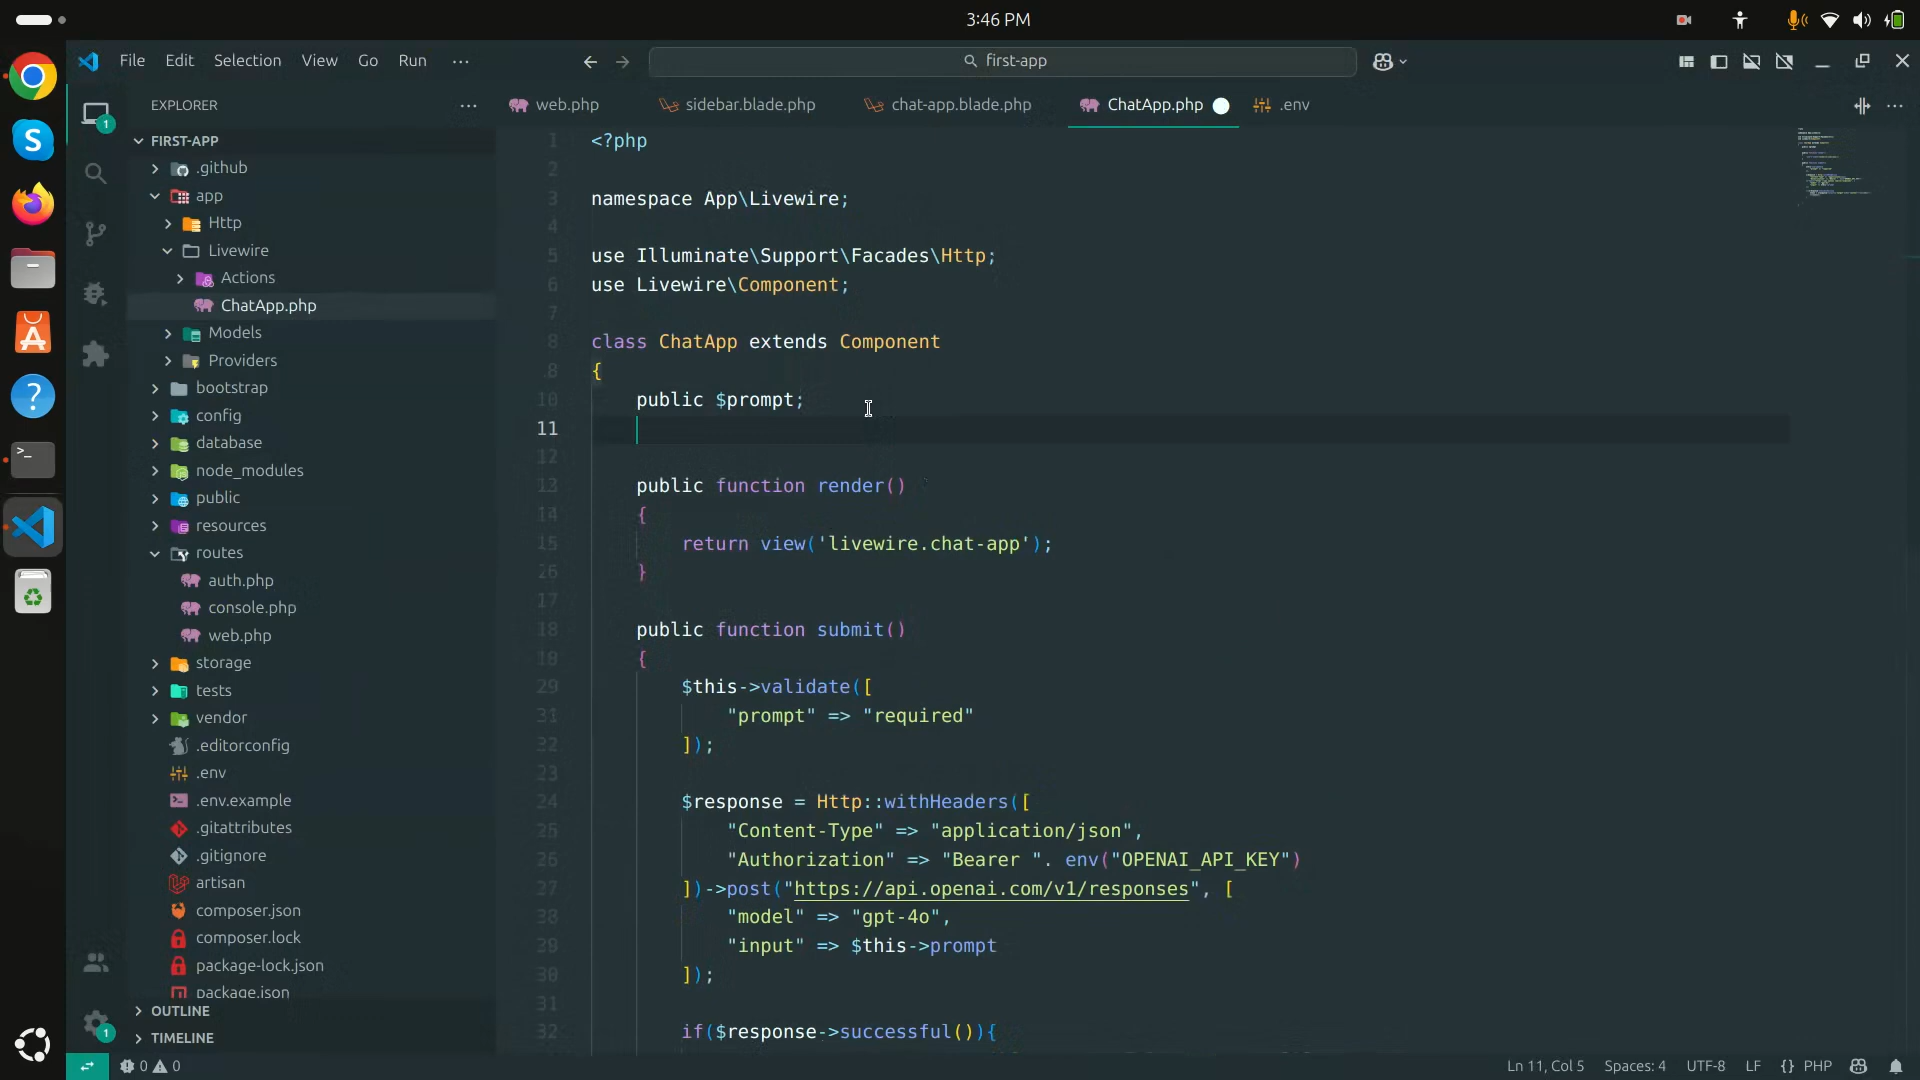 3:46 PM
File Edit Selection View Go Run ...
first-app
EXPLORER
web.php
sidebar.blade.php
chat-app.blade.php
ChatApp.php
.env
FIRST-APP
.github
app
Http
Livewire
Actions
ChatApp.php
Models
Providers
bootstrap
config
database
node_modules
public
resources
routes
auth.php
console.php
web.php
storage
tests
vendor
.editorconfig
.env
.env.example
.gitattributes
.gitignore
artisan
composer.json
composer.lock
package-lock.json
package.json
OUTLINE
TIMELINE
1 <?php
2
3 namespace App\Livewire;
4
5 use Illuminate\Support\Facades\Http;
6 use Livewire\Component;
7
8 class ChatApp extends Component
{
10 public $prompt;
11
12
13 public function render()
14 {
15 return view('livewire.chat-app');
}
17
18 public function submit()
{
$this->validate([
"prompt" => "required"
]);
23
24 $response = Http::withHeaders([
25 "Content-Type" => "application/json",
26 "Authorization" => "Bearer ". env("OPENAI_API_KEY")
27 ])->post("https://api.openai.com/v1/responses", [
"model" => "gpt-4o",
"input" => $this->prompt
30 ]);
31
32 if($response->successful()){
0 0
Ln 11, Col 5
Spaces: 4
UTF-8
LF
{} PHP
1
1